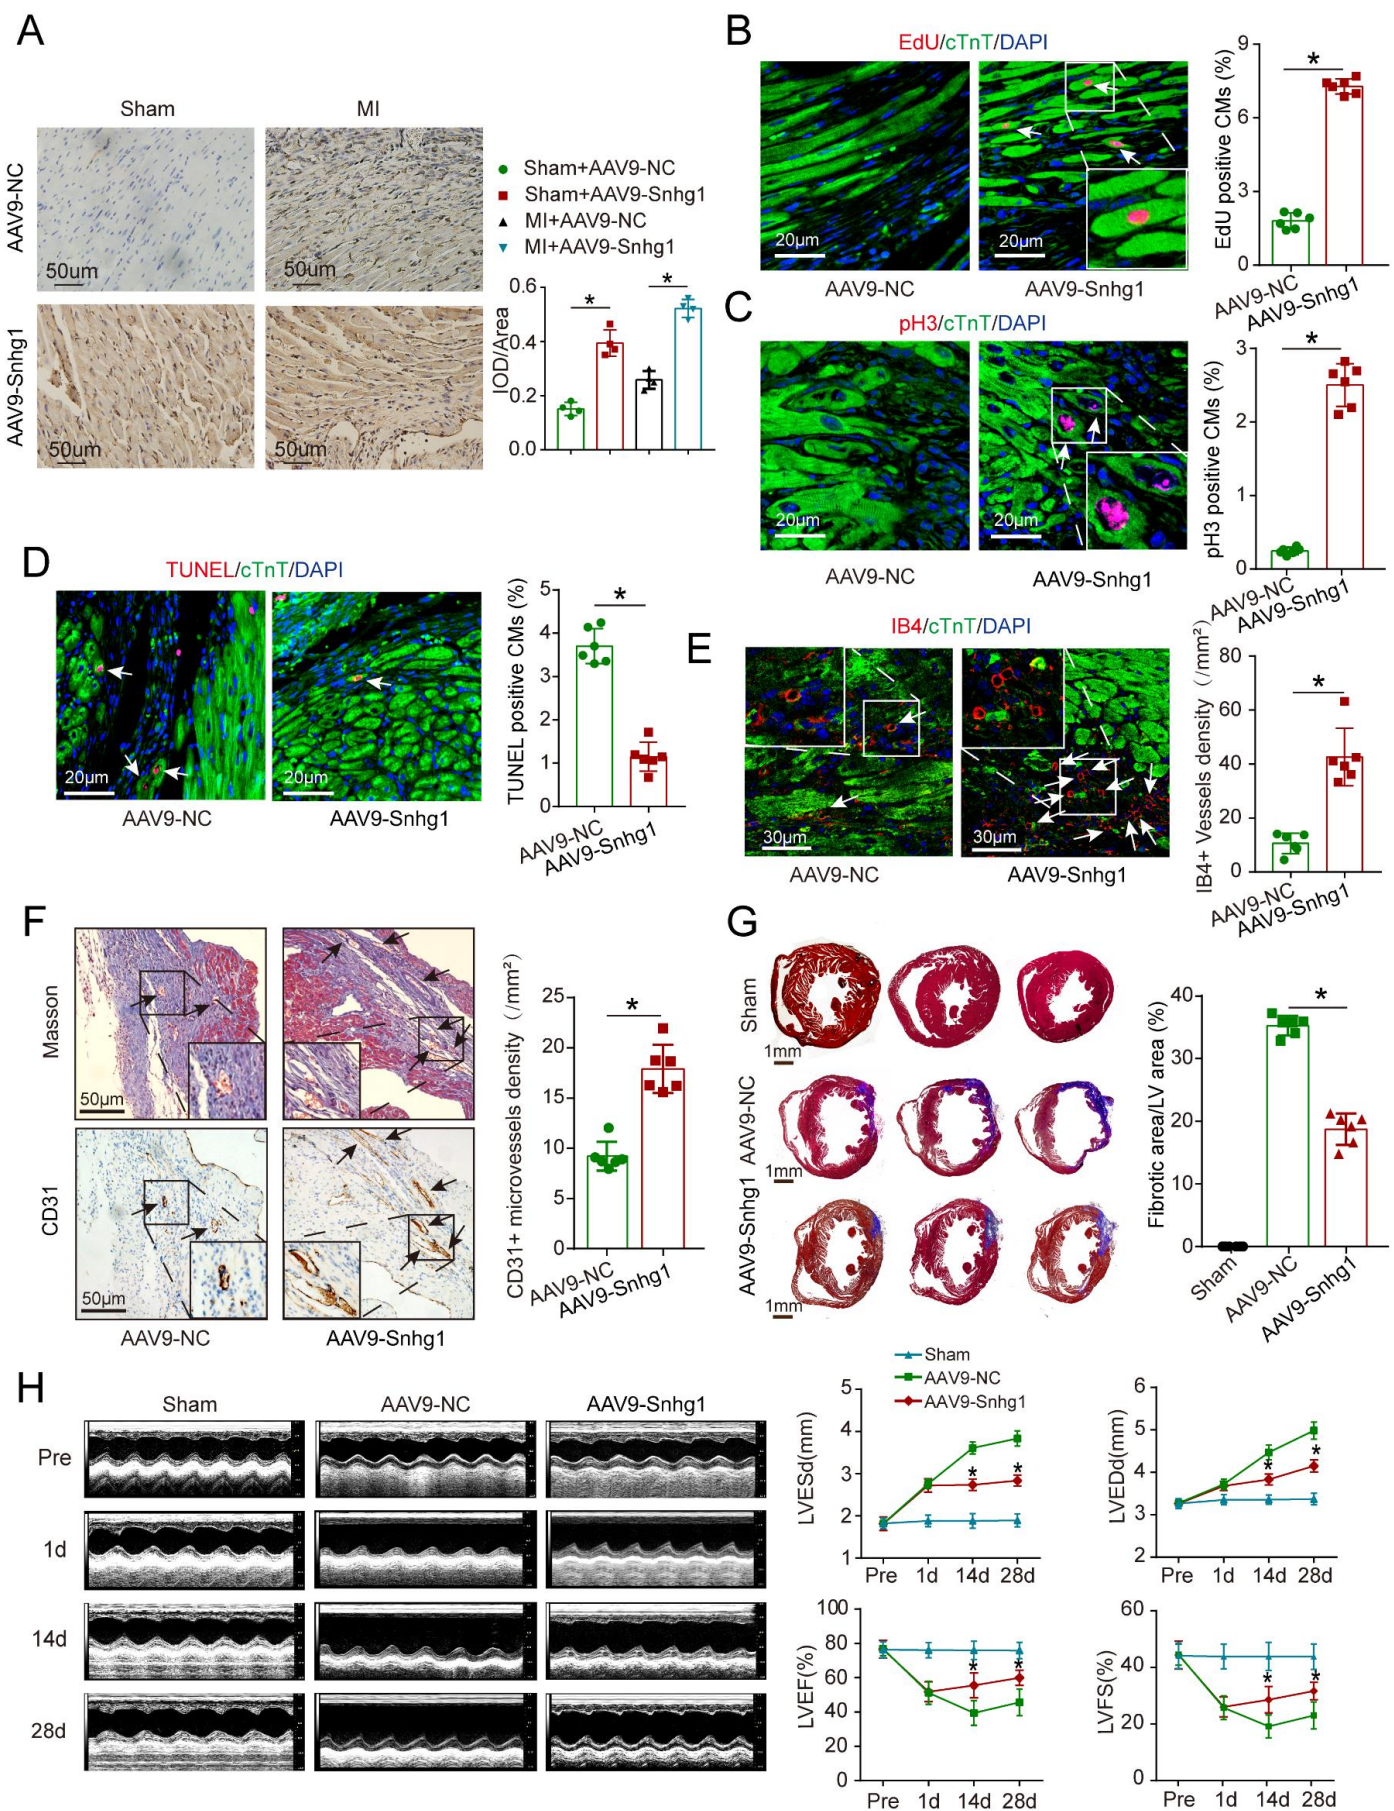 A
Sham
MI
AAV9-NC
AAV9-Snhg1
50um
50um
50um
50um
Sham+AAV9-NC
Sham+AAV9-Snhg1
MI+AAV9-NC
MI+AAV9-Snhg1
IOD/Area
0.6
0.4
0.2
0.0
*
*
B
EdU/cTnT/DAPI
20μm
20μm
AAV9-NC
AAV9-Snhg1
EdU positive CMs (%)
9
6
3
0
*
AAV9-NC
AAV9-Snhg1
C
pH3/cTnT/DAPI
20μm
20μm
AAV9-NC
AAV9-Snhg1
pH3 positive CMs (%)
3
2
1
0
*
AAV9-NC
AAV9-Snhg1
D
TUNEL/cTnT/DAPI
20μm
20μm
AAV9-NC
AAV9-Snhg1
TUNEL positive CMs (%)
5
4
3
2
1
0
*
AAV9-NC
AAV9-Snhg1
E
IB4/cTnT/DAPI
30μm
30μm
AAV9-NC
AAV9-Snhg1
IB4+ Vessels density (/mm²)
80
60
40
20
0
*
AAV9-NC
AAV9-Snhg1
F
Masson
CD31
50μm
50μm
AAV9-NC
AAV9-Snhg1
CD31+ microvessels density (/mm²)
25
20
15
10
5
0
*
AAV9-NC
AAV9-Snhg1
G
Sham
1mm
AAV9-NC
1mm
AAV9-Snhg1
1mm
Fibrotic area/LV area (%)
40
30
20
10
0
*
Sham
AAV9-NC
AAV9-Snhg1
H
Sham
AAV9-NC
AAV9-Snhg1
Pre
1d
14d
28d
Sham
AAV9-NC
AAV9-Snhg1
LVESd(mm)
5
4
3
2
1
* *
Pre 1d 14d 28d
LVEDd(mm)
6
5
4
3
2
* *
Pre 1d 14d 28d
LVEF(%)
100
80
60
40
20
0
* *
Pre 1d 14d 28d
LVFS(%)
60
40
20
0
* *
Pre 1d 14d 28d